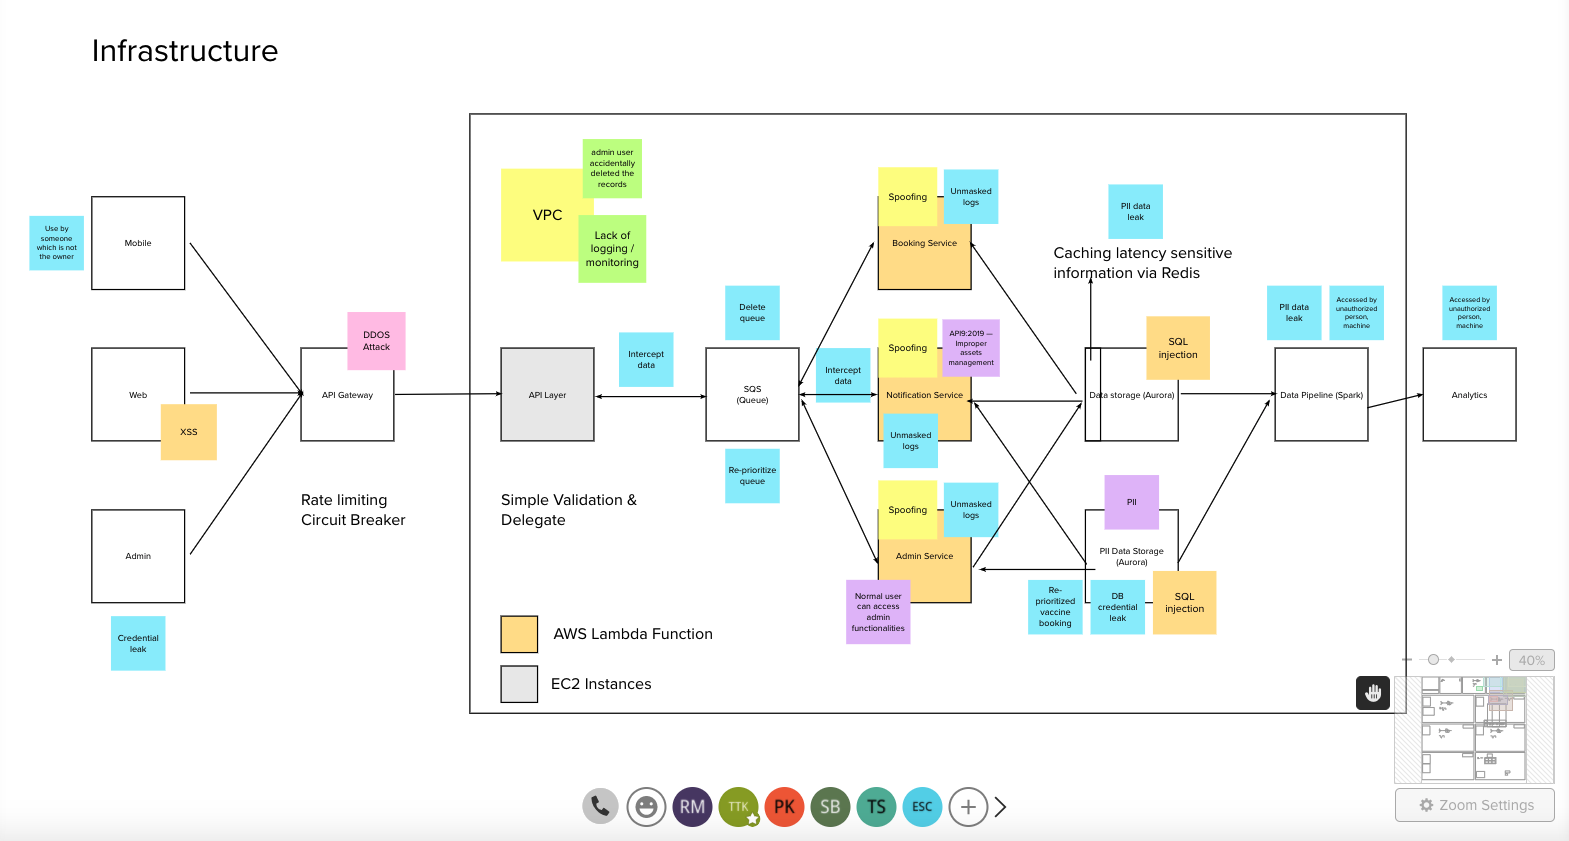 Infrastructure
admin user
accidentally
deleted the
records
VPC
Lack of
logging /
monitoring
Use by
someone
which is not
the owner
Mobile
Web
XSS
Admin
Credential
leak
DDOS
Attack
API Gateway
Rate limiting
Circuit Breaker
API Layer
Simple Validation &
Delegate
Intercept
data
Delete
queue
SQS
(Queue)
Re-prioritize
queue
Intercept
data
Spoofing
Unmasked
logs
Booking Service
Spoofing
API9:2019 —
Improper
assets
management
Notification Service
Unmasked
logs
Spoofing
Unmasked
logs
Admin Service
Normal user
can access
admin
functionalities
PII data
leak
Caching latency sensitive
information via Redis
SQL
injection
Data storage (Aurora)
PII
PII Data Storage
(Aurora)
Re-
prioritized
vaccine
booking
DB
credential
leak
SQL
injection
PII data
leak
Accessed by
unauthorized
person,
machine
Data Pipeline (Spark)
Accessed by
unauthorized
person,
machine
Analytics
AWS Lambda Function
EC2 Instances
40%
RM
TTK
PK
SB
TS
ESC
Zoom Settings